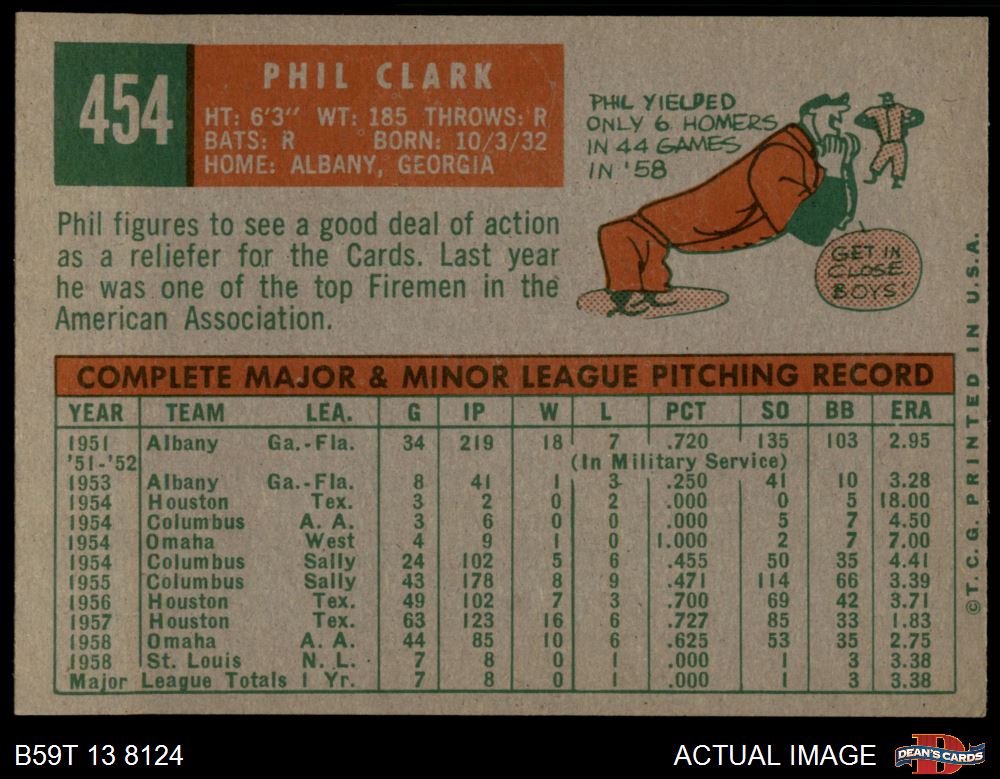 454
PHIL CLARK
HT: 6'3" WT: 185 THROWS: R
BATS: R BORN: 10/3/32
HOME: ALBANY, GEORGIA
PHIL YIELDED
ONLY 6 HOMERS
IN 44 GAMES
IN '58
GET IN
CLOSE
BOYS'
Phil figures to see a good deal of action
as a reliefer for the Cards. Last year
he was one of the top Firemen in the
American Association.
COMPLETE MAJOR & MINOR LEAGUE PITCHING RECORD
YEAR TEAM LEA. G IP W L PCT SO BB ERA
1951 Albany Ga.-Fla. 34 219 18 7 .720 135 103 2.95
'51-'52 (In Military Service)
1953 Albany Ga.-Fla. 8 41 1 3 .250 41 10 3.28
1954 Houston Tex. 3 2 0 2 .000 0 5 18.00
1954 Columbus A. A. 3 6 0 0 .000 5 7 4.50
1954 Omaha West 4 9 1 0 1.000 2 7 7.00
1954 Columbus Sally 24 102 5 6 .455 50 35 4.41
1955 Columbus Sally 43 178 8 9 .471 114 66 3.39
1956 Houston Tex. 49 102 7 3 .700 69 42 3.71
1957 Houston Tex. 63 123 16 6 .727 85 33 1.83
1958 Omaha A. A. 44 85 10 6 .625 53 35 2.75
1958 St. Louis N. L. 7 8 0 1 .000 1 3 3.38
Major League Totals 1 Yr. 7 8 0 1 .000 1 3 3.38
© T. C. G. PRINTED IN U.S.A.
B59T 13 8124
ACTUAL IMAGE
DEAN'S CARDS